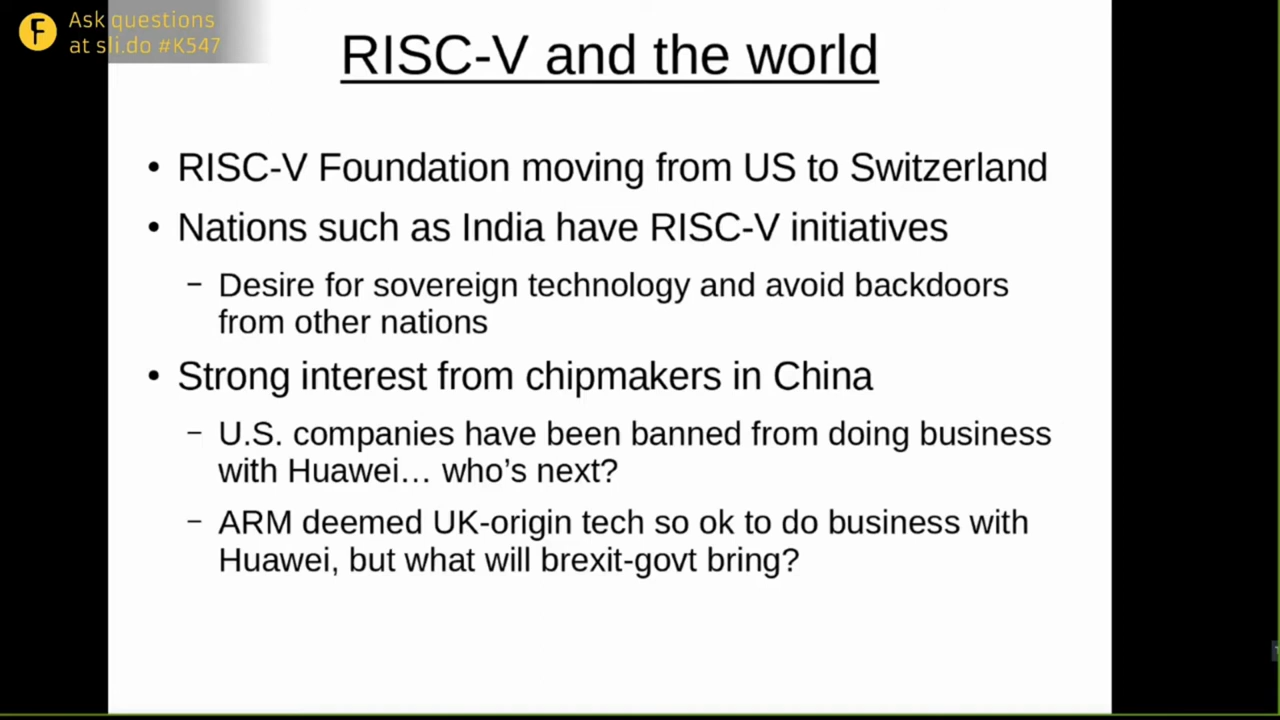 F
Ask questions
at sli.do #K547
RISC-V and the world
• RISC-V Foundation moving from US to Switzerland
• Nations such as India have RISC-V initiatives
– Desire for sovereign technology and avoid backdoors
from other nations
• Strong interest from chipmakers in China
– U.S. companies have been banned from doing business
with Huawei… who’s next?
– ARM deemed UK-origin tech so ok to do business with
Huawei, but what will brexit-govt bring?